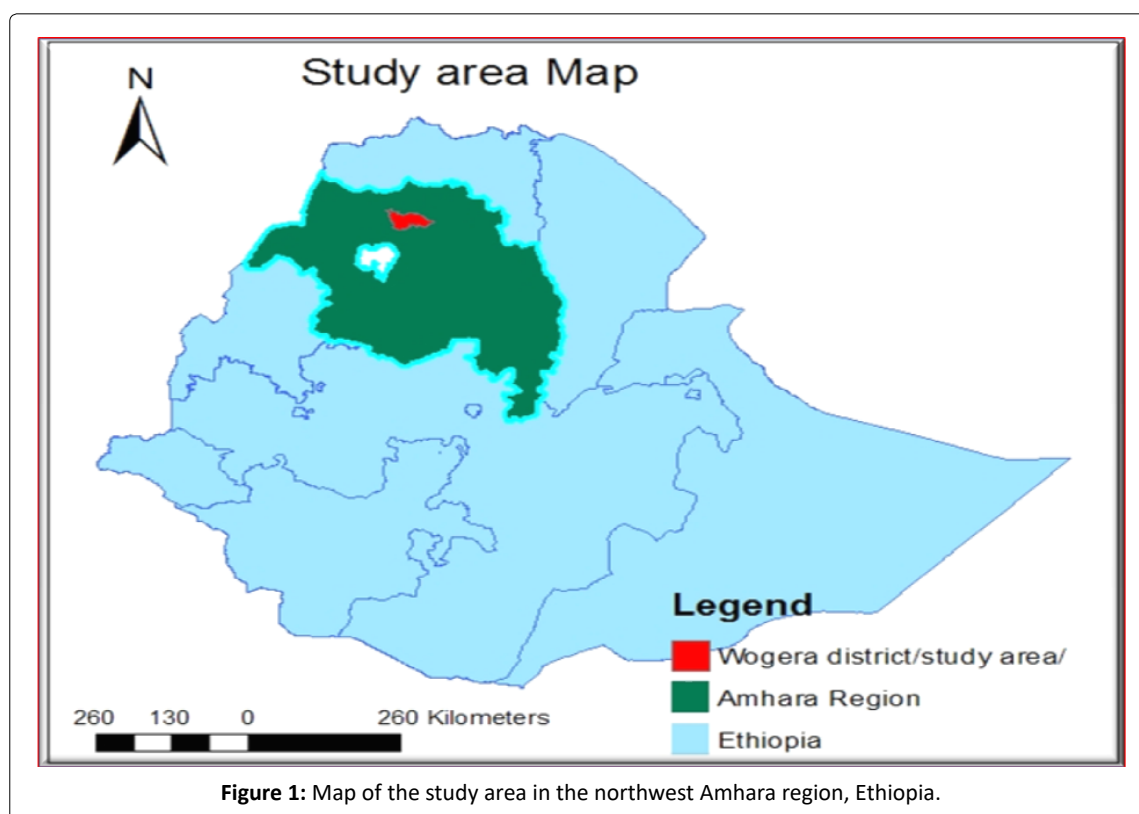 Study area Map
N
Legend
Wogera district/study area/
Amhara Region
Ethiopia
260 130 0 260 Kilometers
Figure 1: Map of the study area in the northwest Amhara region, Ethiopia.